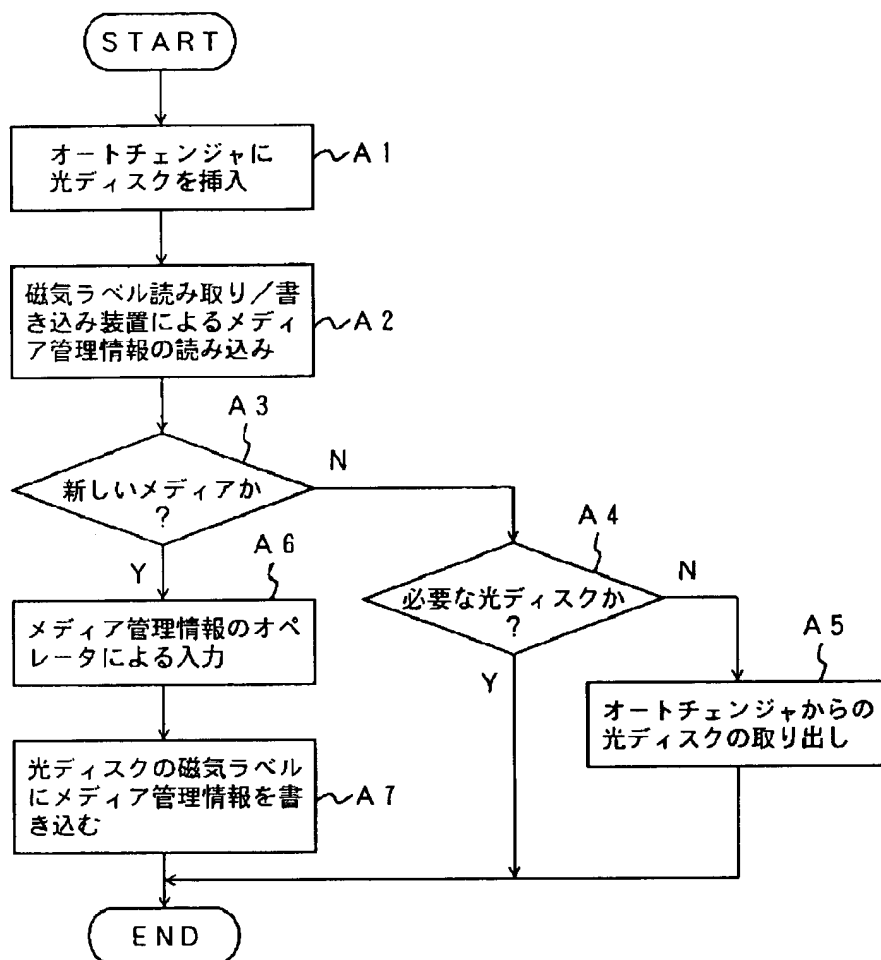 START
オートチェンジャに
光ディスクを挿入
A1
磁気ラベル読み取り／書
き込み装置によるメディ
ア管理情報の読み込み
A2
A3
新しいメディアか
？
N
Y
A4
必要な光ディスクか
？
N
Y
A6
メディア管理情報のオペ
レータによる入力
A5
オートチェンジャからの
光ディスクの取り出し
光ディスクの磁気ラベル
にメディア管理情報を書
き込む
A7
END